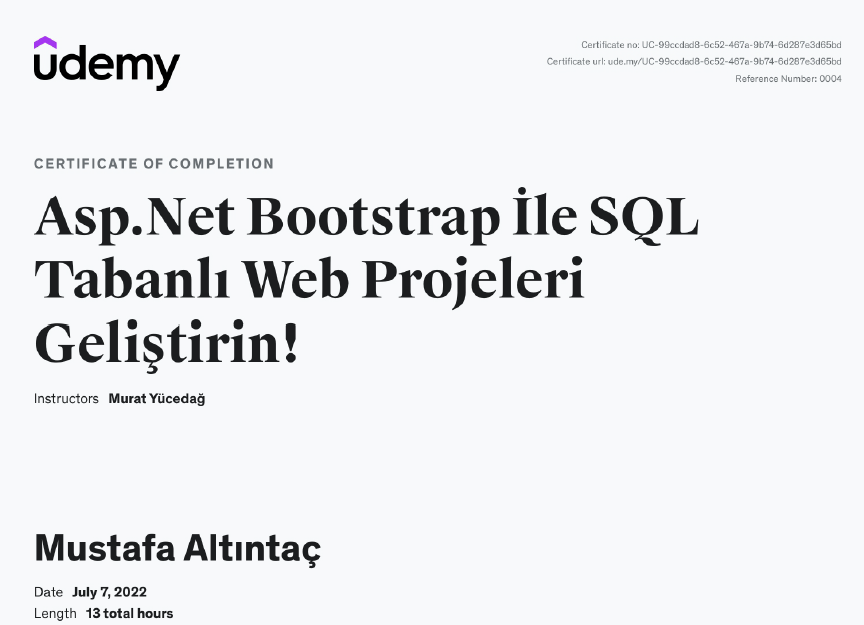 udemy
Certificate no: UC-99ccdad8-6c52-467a-9b74-6d287e3d65bd
Certificate url: ude.my/UC-99ccdad8-6c52-467a-9b74-6d287e3d65bd
Reference Number: 0004
CERTIFICATE OF COMPLETION
Asp.Net Bootstrap İle SQL
Tabanlı Web Projeleri
Geliştirin!
Instructors Murat Yücedağ
Mustafa Altıntaç
Date July 7, 2022
Length 13 total hours